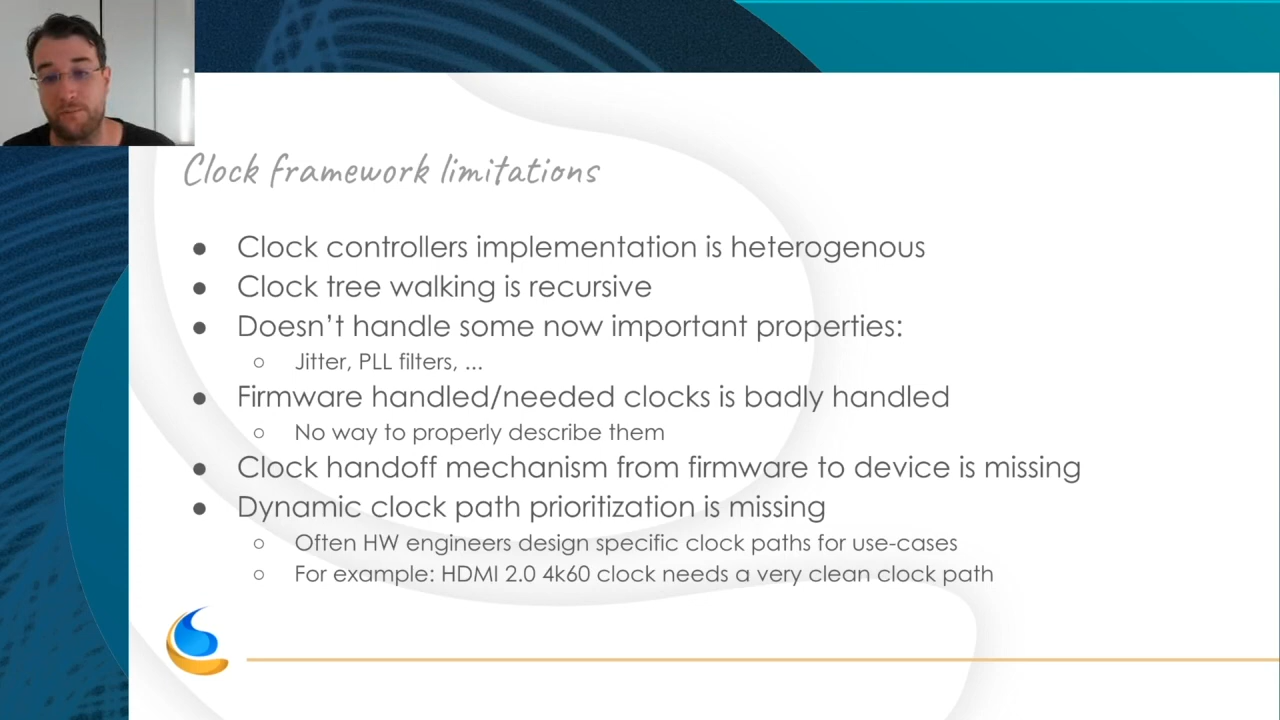 Clock framework limitations
● Clock controllers implementation is heterogenous
● Clock tree walking is recursive
● Doesn’t handle some now important properties:
○ Jitter, PLL filters, ...
● Firmware handled/needed clocks is badly handled
○ No way to properly describe them
● Clock handoff mechanism from firmware to device is missing
● Dynamic clock path prioritization is missing
○ Often HW engineers design specific clock paths for use-cases
○ For example: HDMI 2.0 4k60 clock needs a very clean clock path